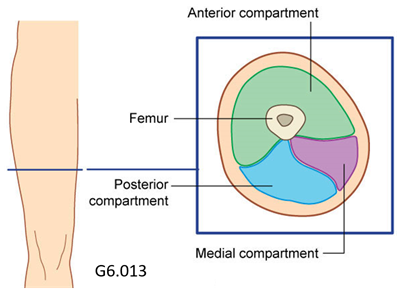 Anterior compartment
Femur
Posterior
compartment
Medial compartment
G6.013